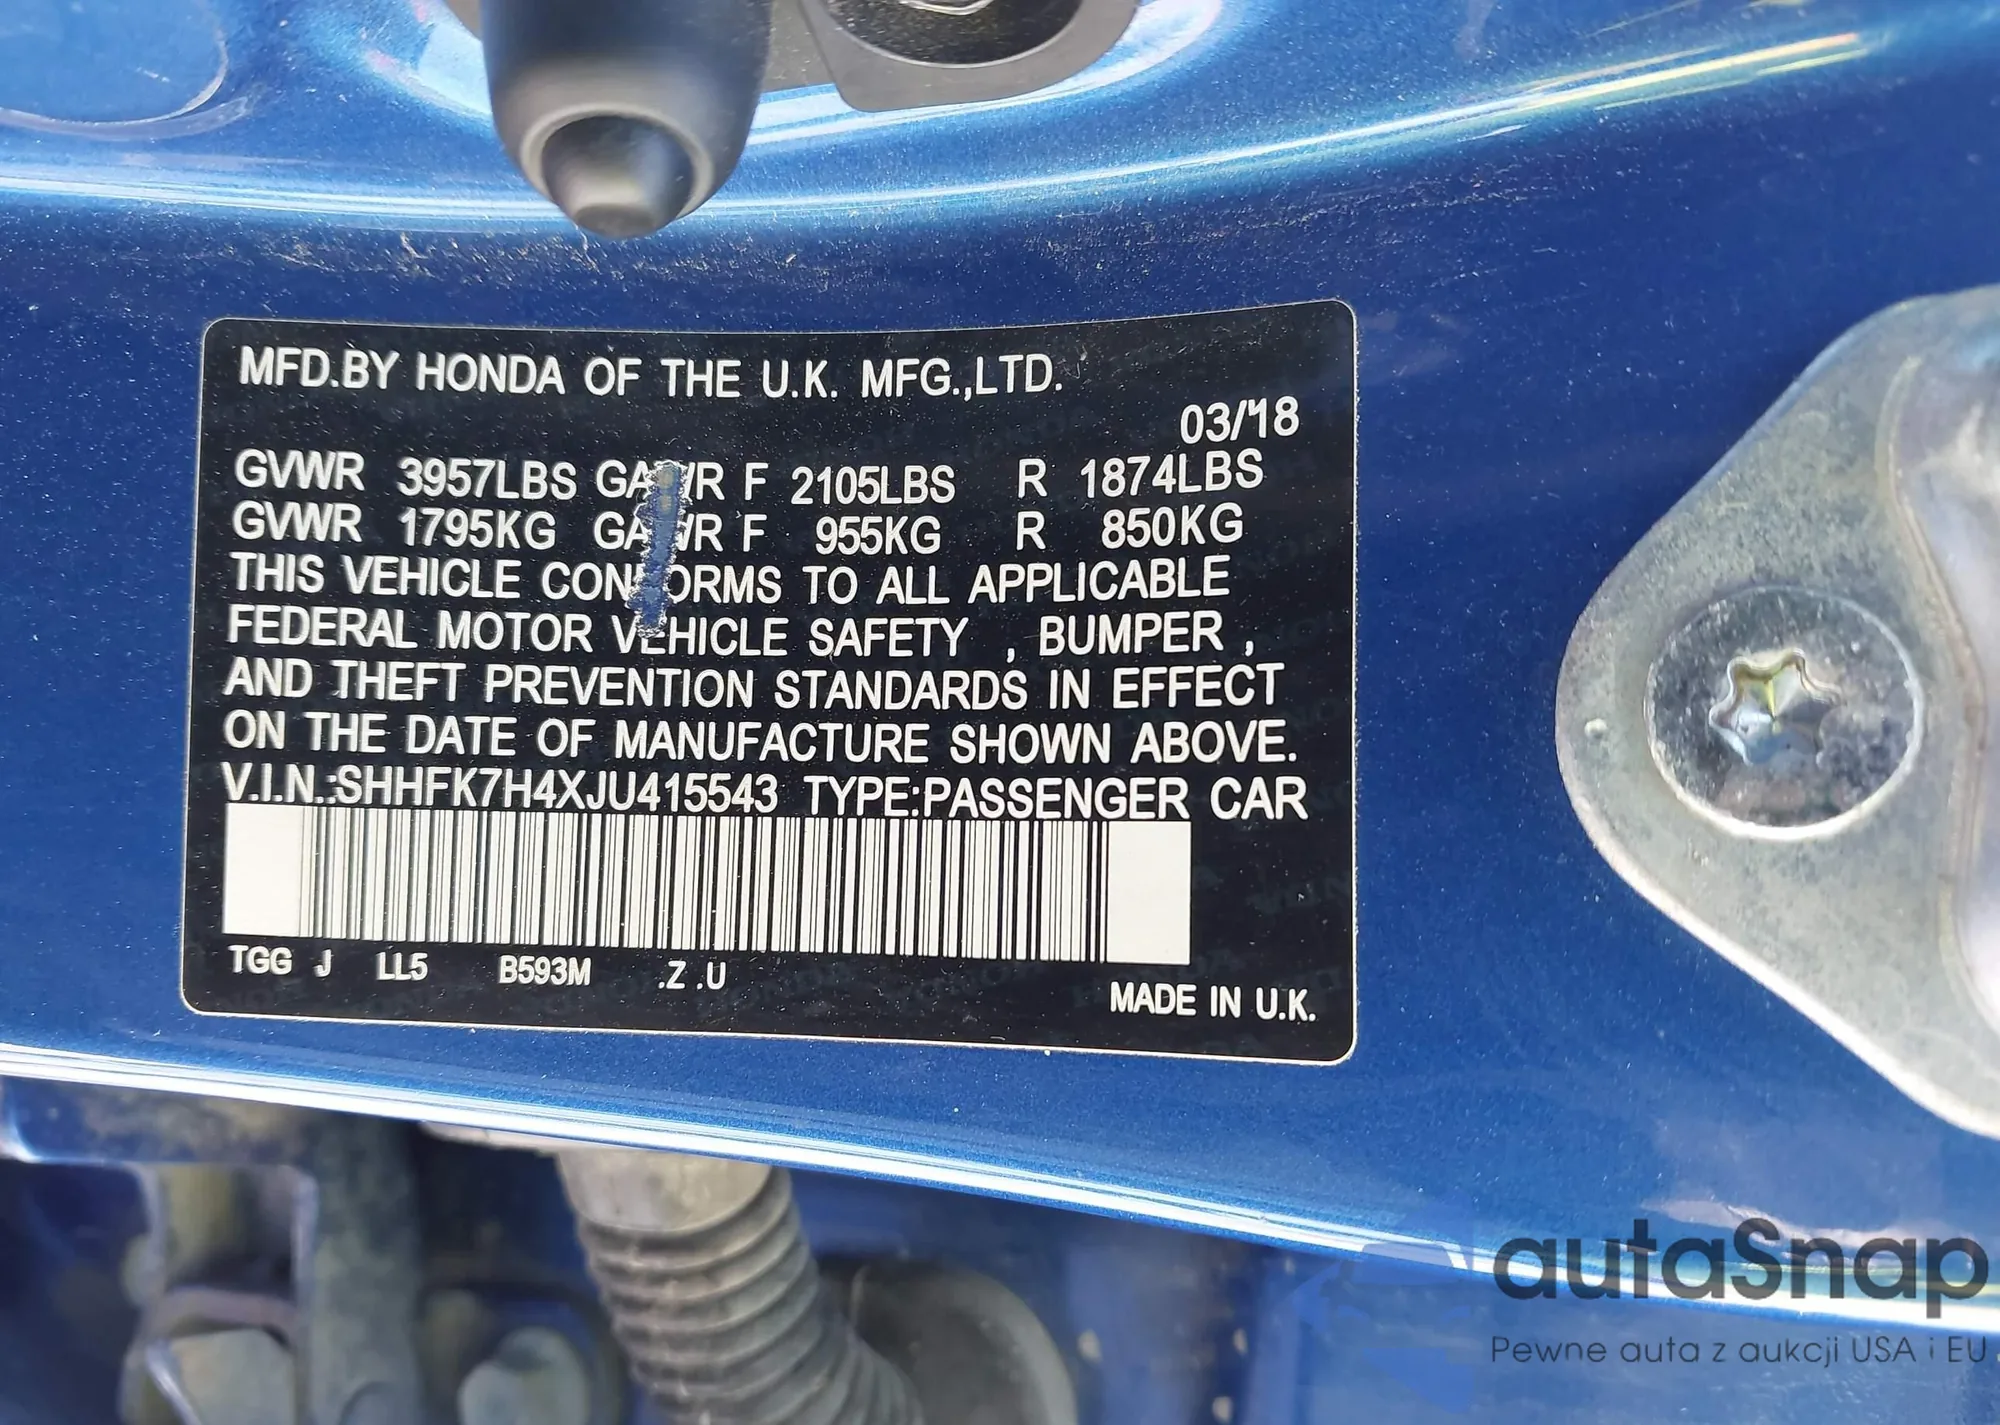 MFD.BY HONDA OF THE U.K. MFG.,LTD.
03/18
GVWR 3957LBS GAWR F 2105LBS R 1874LBS
GVWR 1795KG GAWR F 955KG R 850KG
THIS VEHICLE CONFORMS TO ALL APPLICABLE
FEDERAL MOTOR VEHICLE SAFETY , BUMPER ,
AND THEFT PREVENTION STANDARDS IN EFFECT
ON THE DATE OF MANUFACTURE SHOWN ABOVE.
V.I.N.:SHHFK7H4XJU415543 TYPE:PASSENGER CAR
TGG J LL5 B593M .Z .U
MADE IN U.K.
autaSnap
Pewne auta z aukcji USA i EU